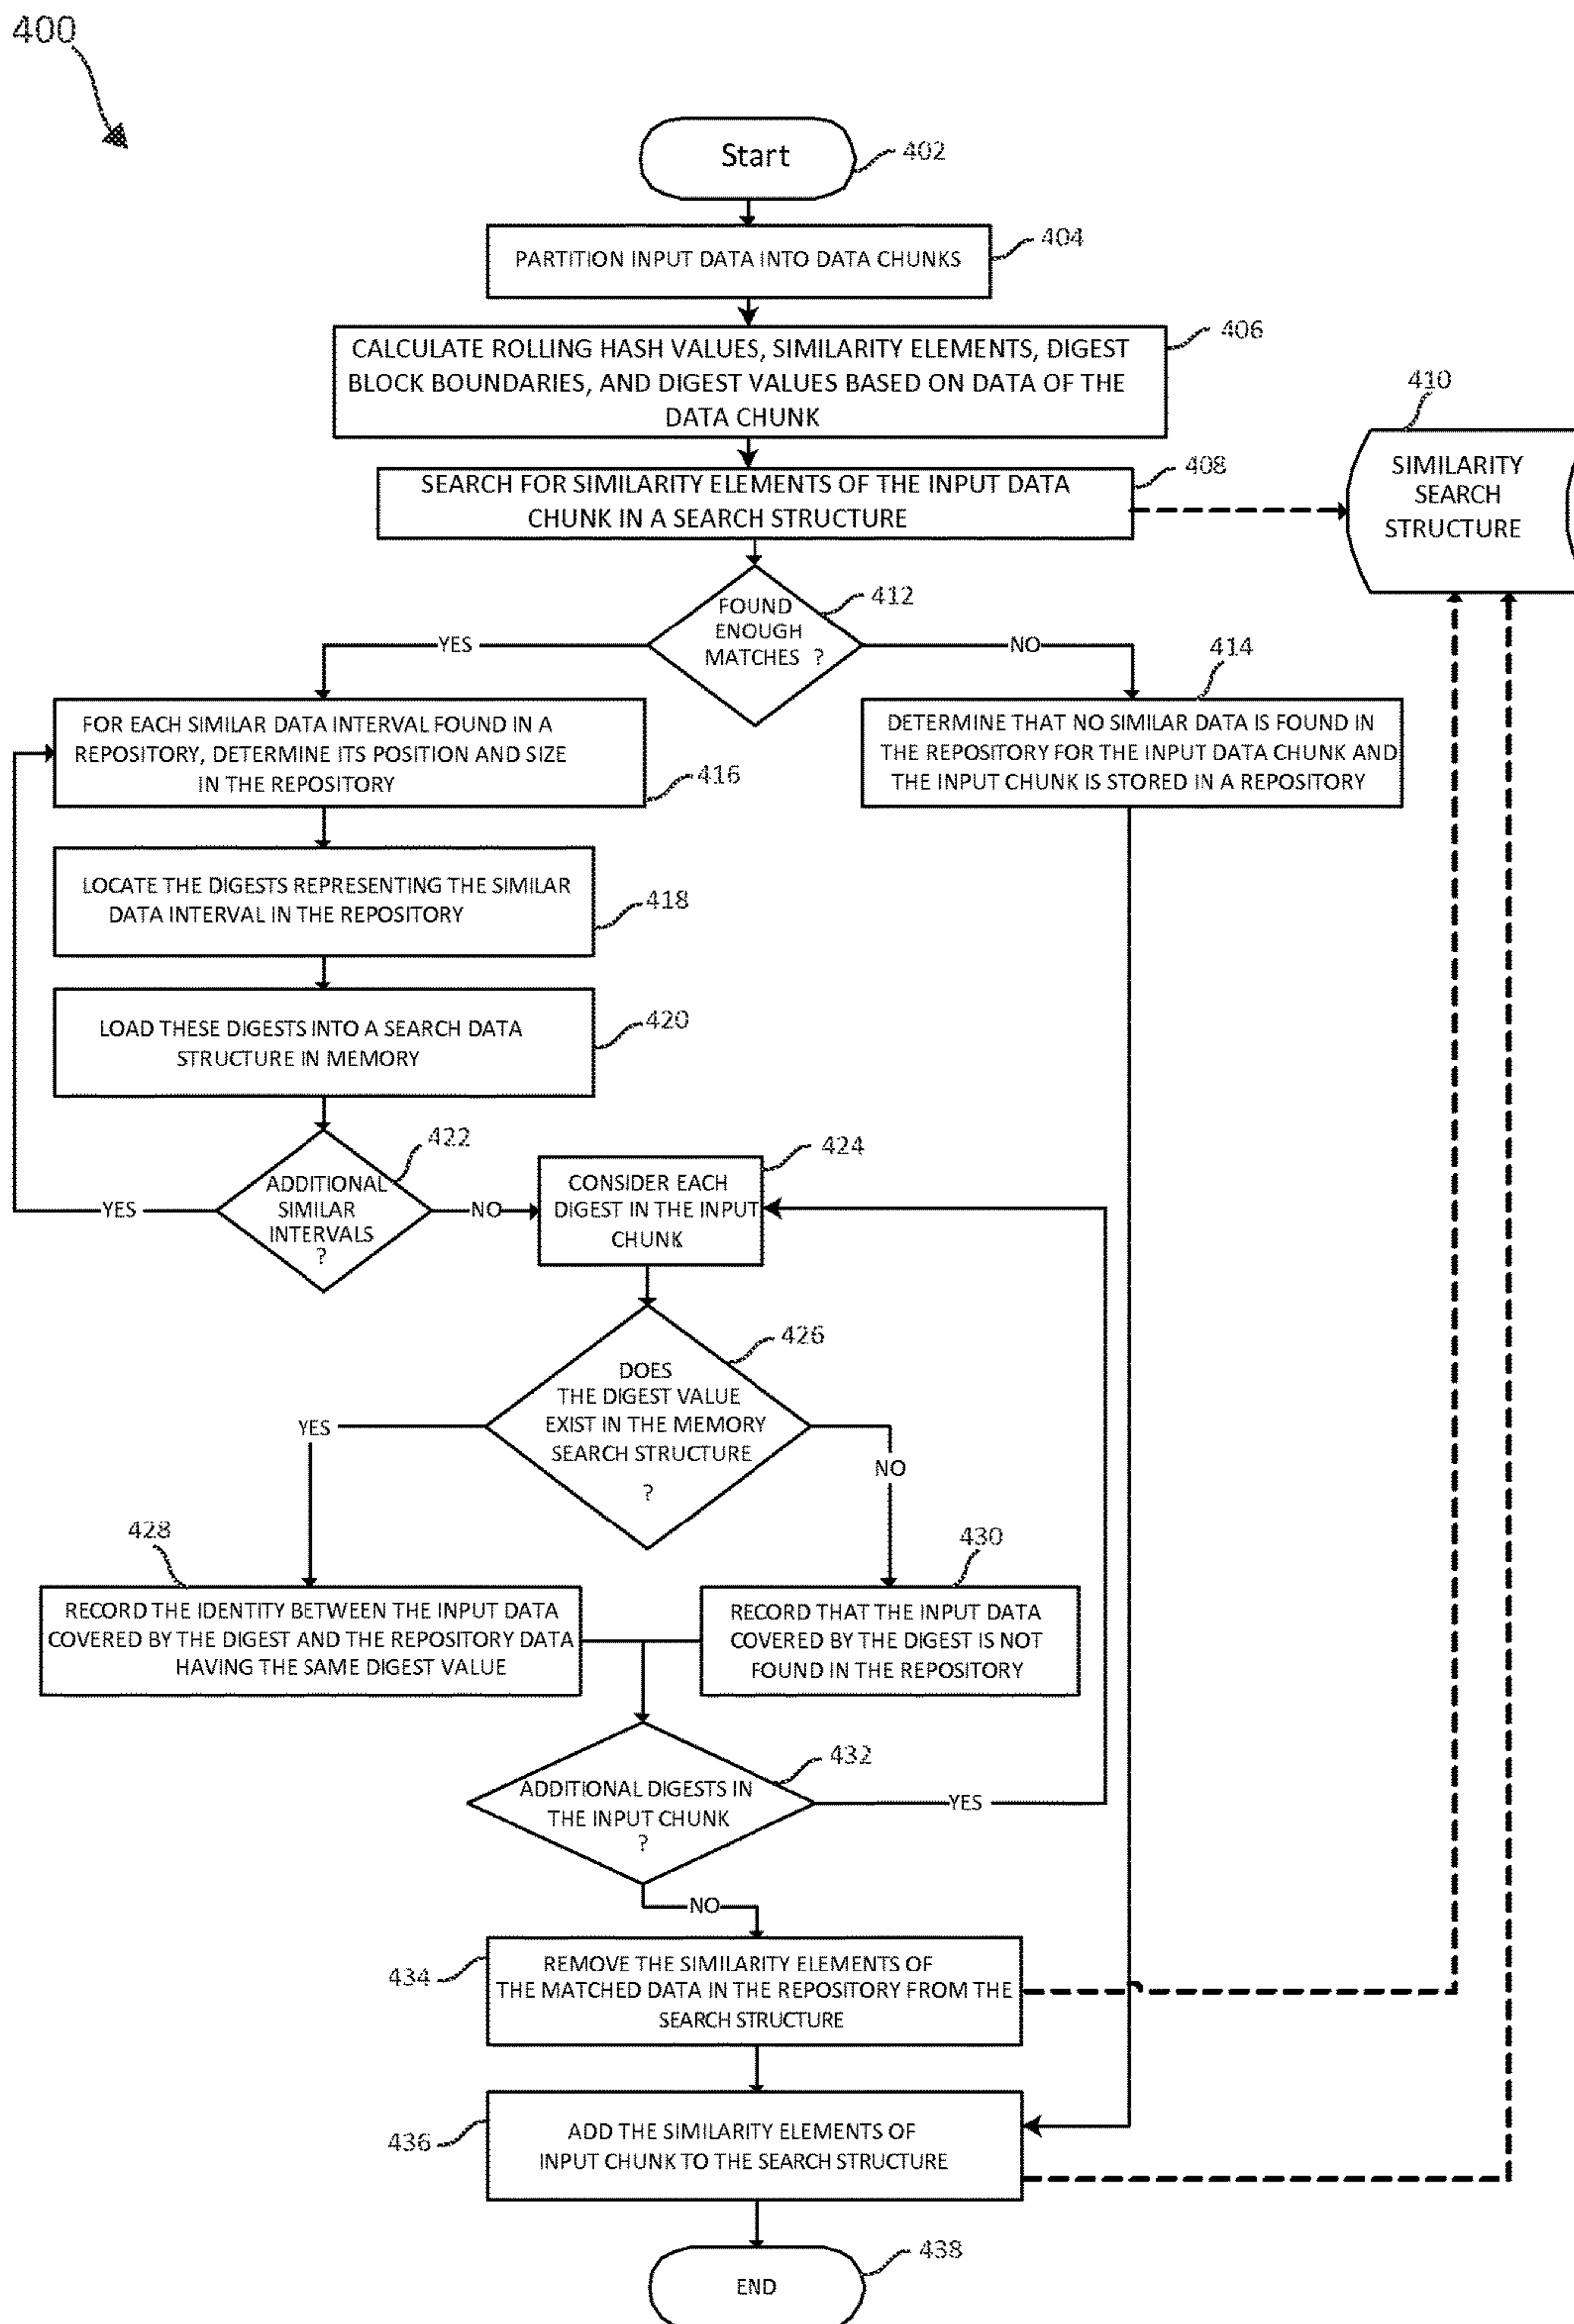 400
Start
402
PARTITION INPUT DATA INTO DATA CHUNKS
404
CALCULATE ROLLING HASH VALUES, SIMILARITY ELEMENTS, DIGEST
BLOCK BOUNDARIES, AND DIGEST VALUES BASED ON DATA OF THE
DATA CHUNK
406
SEARCH FOR SIMILARITY ELEMENTS OF THE INPUT DATA
CHUNK IN A SEARCH STRUCTURE
408
410
SIMILARITY
SEARCH
STRUCTURE
FOUND
ENOUGH
MATCHES ?
412
YES
NO
414
FOR EACH SIMILAR DATA INTERVAL FOUND IN A
REPOSITORY, DETERMINE ITS POSITION AND SIZE
IN THE REPOSITORY
416
DETERMINE THAT NO SIMILAR DATA IS FOUND IN
THE REPOSITORY FOR THE INPUT DATA CHUNK AND
THE INPUT CHUNK IS STORED IN A REPOSITORY
LOCATE THE DIGESTS REPRESENTING THE SIMILAR
DATA INTERVAL IN THE REPOSITORY
418
LOAD THESE DIGESTS INTO A SEARCH DATA
STRUCTURE IN MEMORY
420
ADDITIONAL
SIMILAR
INTERVALS
?
422
YES
NO
CONSIDER EACH
DIGEST IN THE INPUT
CHUNK
424
DOES
THE DIGEST VALUE
EXIST IN THE MEMORY
SEARCH STRUCTURE
?
426
YES
NO
428
RECORD THE IDENTITY BETWEEN THE INPUT DATA
COVERED BY THE DIGEST AND THE REPOSITORY DATA
HAVING THE SAME DIGEST VALUE
430
RECORD THAT THE INPUT DATA
COVERED BY THE DIGEST IS NOT
FOUND IN THE REPOSITORY
ADDITIONAL DIGESTS IN
THE INPUT CHUNK
?
432
YES
NO
434
REMOVE THE SIMILARITY ELEMENTS OF
THE MATCHED DATA IN THE REPOSITORY FROM THE
SEARCH STRUCTURE
436
ADD THE SIMILARITY ELEMENTS OF
INPUT CHUNK TO THE SEARCH STRUCTURE
END
438